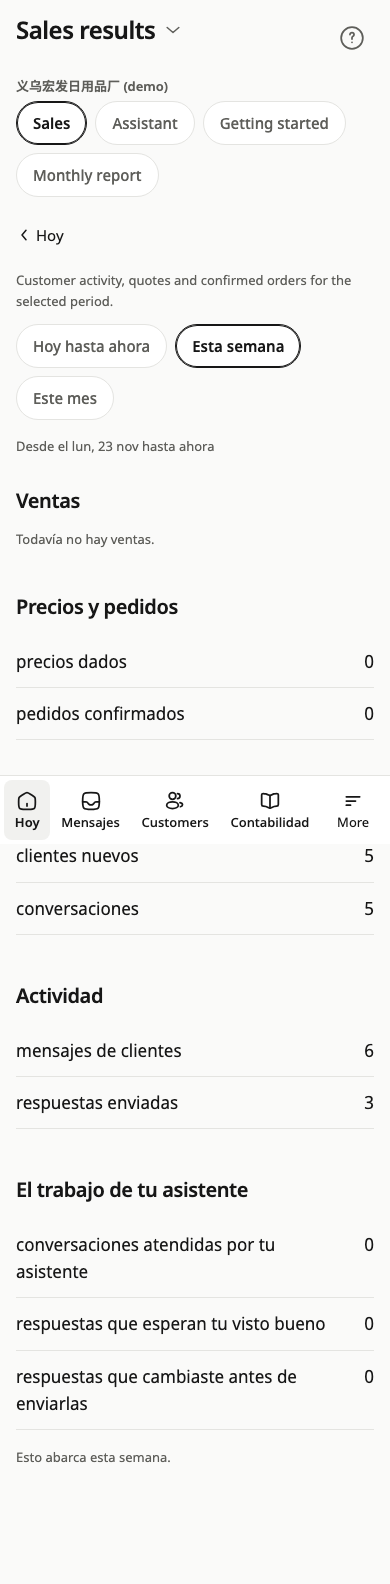 Sales results
义乌宏发日用品厂 (demo)
Sales
Assistant
Getting started
Monthly report
Hoy
Customer activity, quotes and confirmed orders for the
selected period.
Hoy hasta ahora
Esta semana
Este mes
Desde el lun, 23 nov hasta ahora
Ventas
Todavía no hay ventas.
Precios y pedidos
precios dados 0
pedidos confirmados 0
Hoy
Mensajes
Customers
Contabilidad
More
clientes nuevos 5
conversaciones 5
Actividad
mensajes de clientes 6
respuestas enviadas 3
El trabajo de tu asistente
conversaciones atendidas por tu 0
asistente
respuestas que esperan tu visto bueno 0
respuestas que cambiaste antes de 0
enviarlas
Esto abarca esta semana.